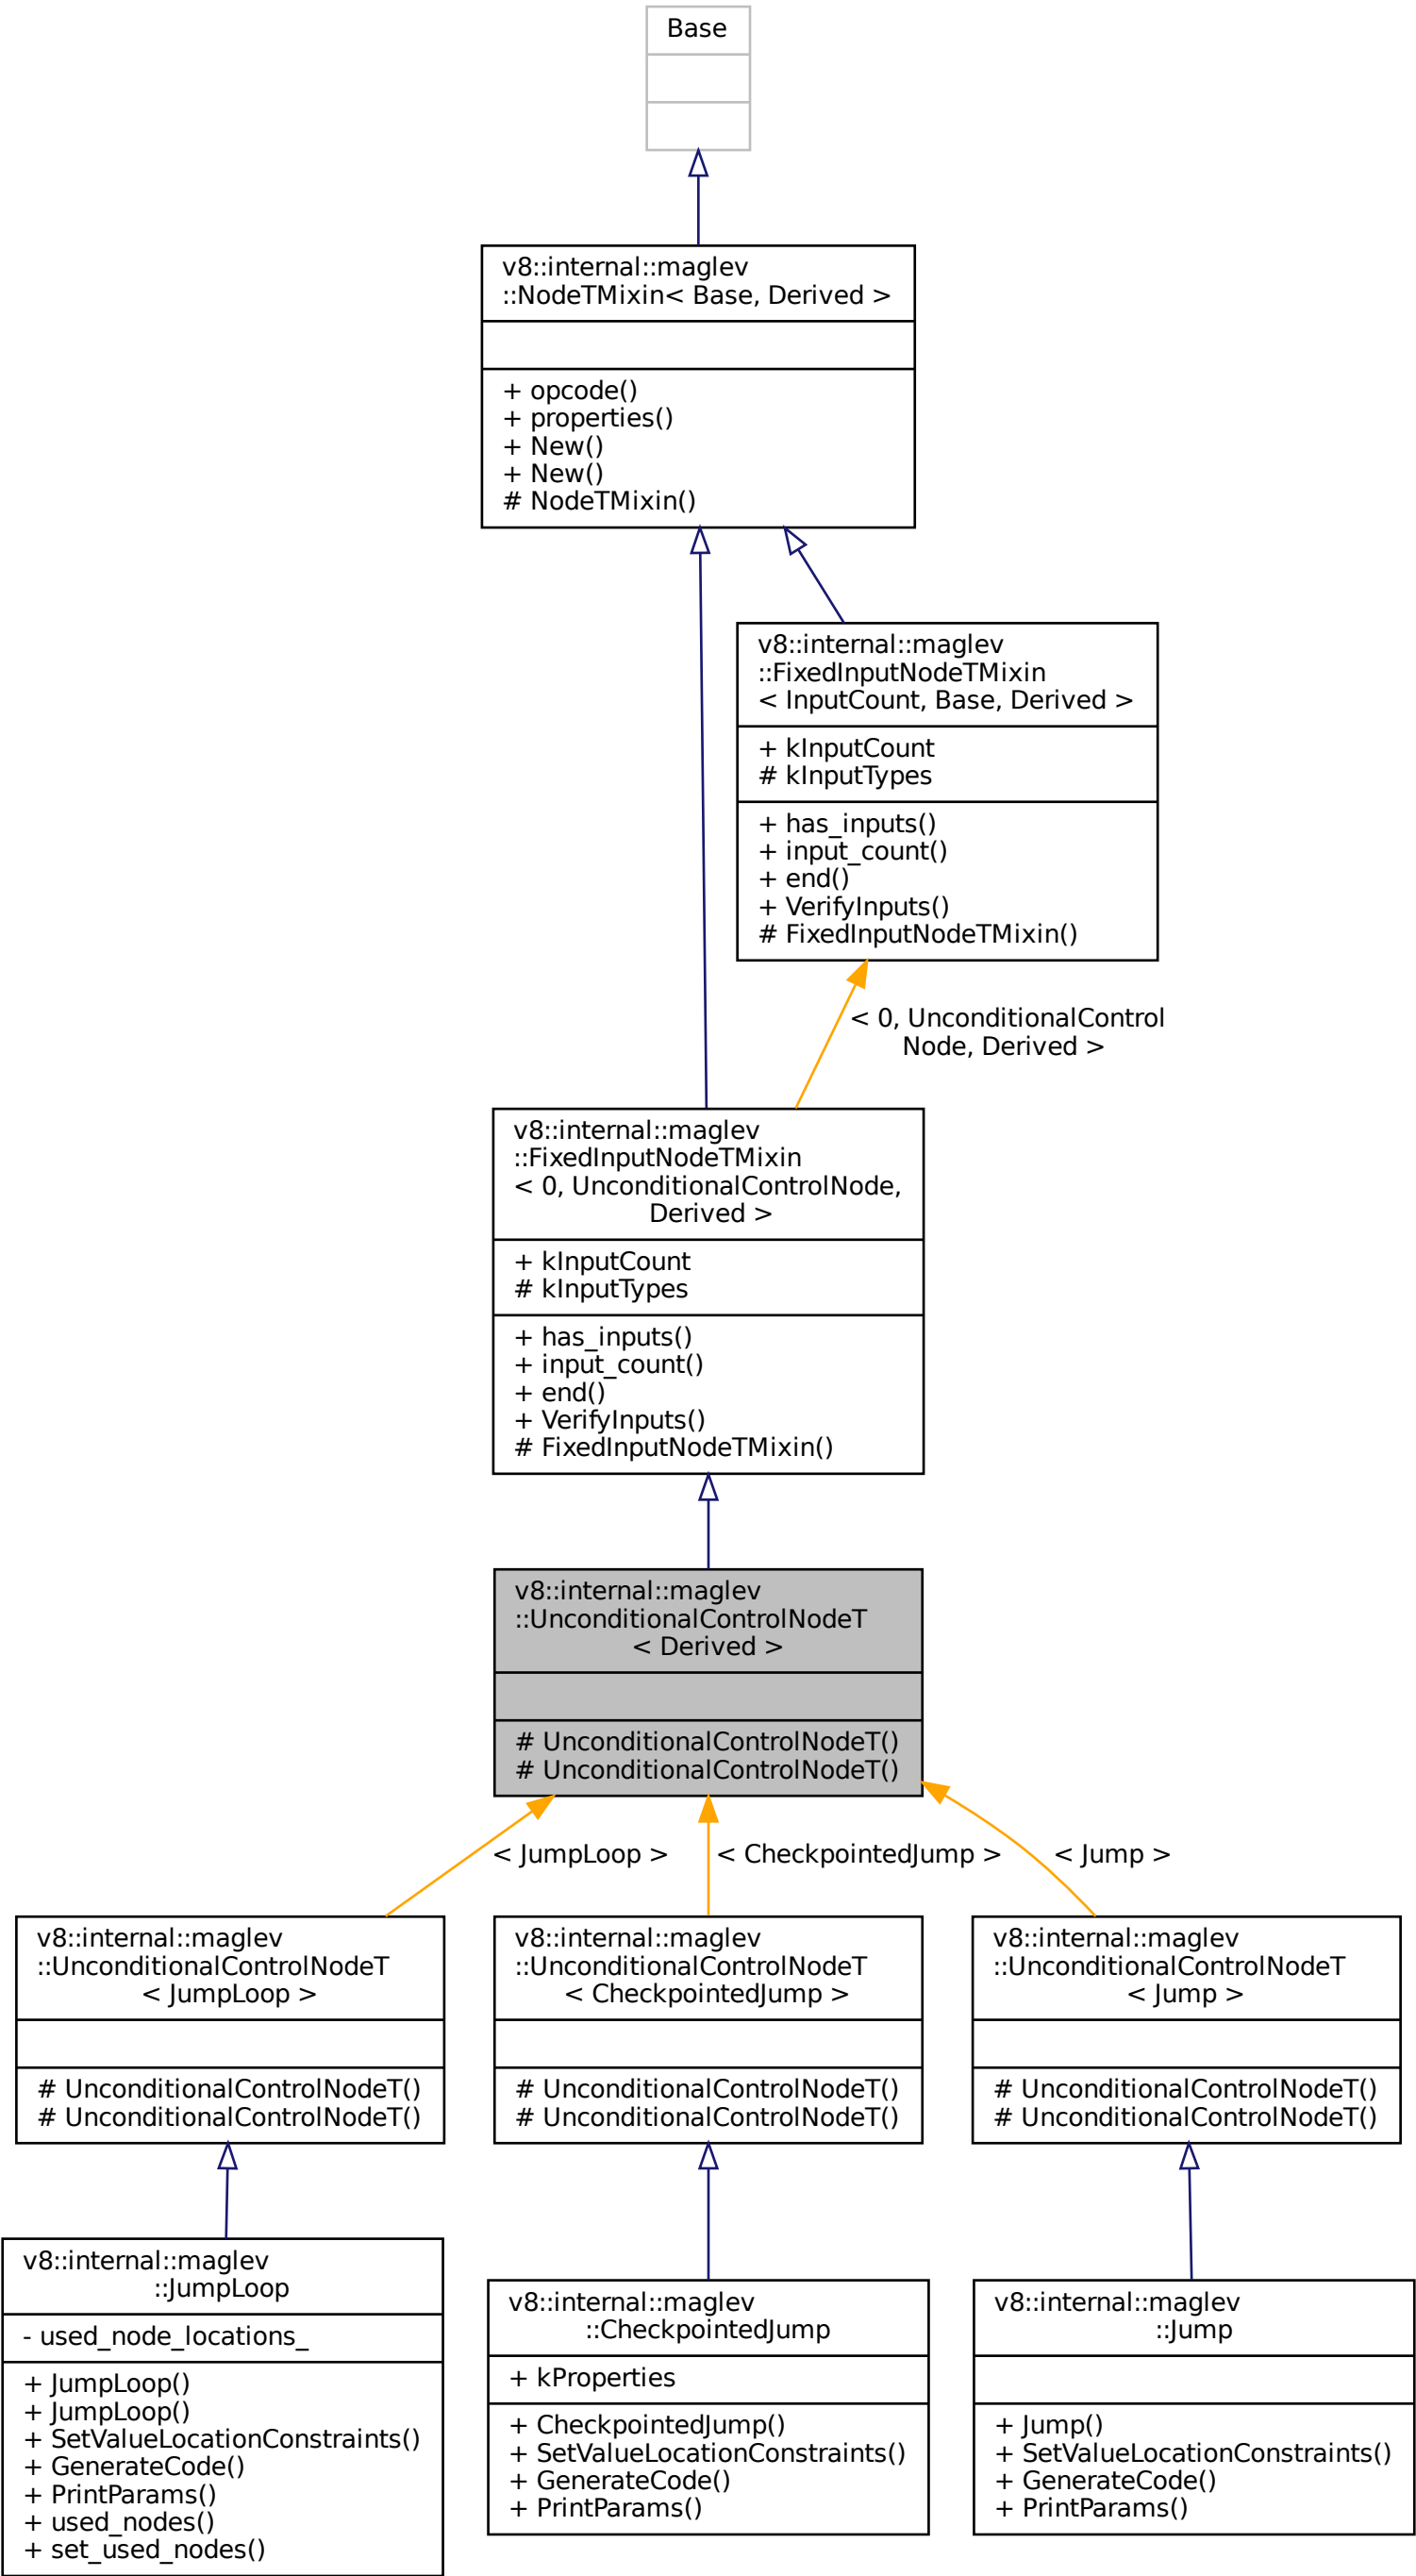 Base
v8::internal::maglev
::NodeTMixin< Base, Derived >
+ opcode()
+ properties()
+ New()
+ New()
# NodeTMixin()
v8::internal::maglev
::FixedInputNodeTMixin
< InputCount, Base, Derived >
+ kInputCount
# kInputTypes
+ has_inputs()
+ input_count()
+ end()
+ VerifyInputs()
# FixedInputNodeTMixin()
< 0, UnconditionalControl
Node, Derived >
v8::internal::maglev
::FixedInputNodeTMixin
< 0, UnconditionalControlNode,
Derived >
+ kInputCount
# kInputTypes
+ has_inputs()
+ input_count()
+ end()
+ VerifyInputs()
# FixedInputNodeTMixin()
v8::internal::maglev
::UnconditionalControlNodeT
< Derived >
# UnconditionalControlNodeT()
# UnconditionalControlNodeT()
< JumpLoop >
< CheckpointedJump >
< Jump >
v8::internal::maglev
::UnconditionalControlNodeT
< JumpLoop >
# UnconditionalControlNodeT()
# UnconditionalControlNodeT()
v8::internal::maglev
::UnconditionalControlNodeT
< CheckpointedJump >
# UnconditionalControlNodeT()
# UnconditionalControlNodeT()
v8::internal::maglev
::UnconditionalControlNodeT
< Jump >
# UnconditionalControlNodeT()
# UnconditionalControlNodeT()
v8::internal::maglev
::JumpLoop
- used_node_locations_
+ JumpLoop()
+ JumpLoop()
+ SetValueLocationConstraints()
+ GenerateCode()
+ PrintParams()
+ used_nodes()
+ set_used_nodes()
v8::internal::maglev
::CheckpointedJump
+ kProperties
+ CheckpointedJump()
+ SetValueLocationConstraints()
+ GenerateCode()
+ PrintParams()
v8::internal::maglev
::Jump
+ Jump()
+ SetValueLocationConstraints()
+ GenerateCode()
+ PrintParams()